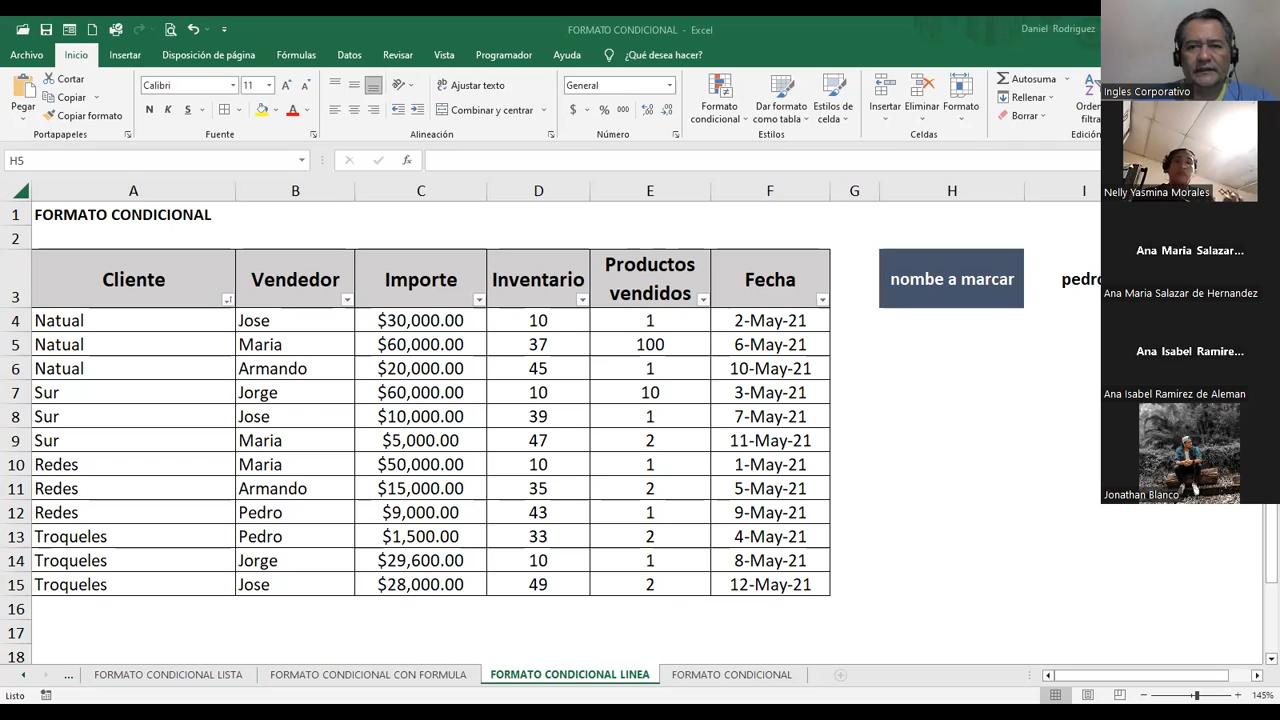 FORMATO CONDICIONAL - Excel
Daniel Rodriguez
Archivo Inicio Insertar Disposición de página Fórmulas Datos Revisar Vista Programador Ayuda ¿Qué desea hacer?
Pegar
Cortar
Copiar
Copiar formato
Portapapeles
Calibri 11
N K S
Fuente
Ajustar texto
Combinar y centrar
Alineación
General
$ % 000
Número
Formato condicional
Dar formato como tabla
Estilos de celda
Estilos
Insertar Eliminar Formato
Celdas
Autosuma
Rellenar
Borrar
H5
fx
A B C D E F G H I
1 FORMATO CONDICIONAL
2
3 Cliente Vendedor Importe Inventario Productos vendidos Fecha nombe a marcar pedro
4 Natual Jose $30,000.00 10 1 2-May-21
5 Natual Maria $60,000.00 37 100 6-May-21
6 Natual Armando $20,000.00 45 1 10-May-21
7 Sur Jorge $60,000.00 10 10 3-May-21
8 Sur Jose $10,000.00 39 1 7-May-21
9 Sur Maria $5,000.00 47 2 11-May-21
10 Redes Maria $50,000.00 10 1 1-May-21
11 Redes Armando $15,000.00 35 2 5-May-21
12 Redes Pedro $9,000.00 43 1 9-May-21
13 Troqueles Pedro $1,500.00 33 2 4-May-21
14 Troqueles Jorge $29,600.00 10 1 8-May-21
15 Troqueles Jose $28,000.00 49 2 12-May-21
16
17
18
... FORMATO CONDICIONAL LISTA FORMATO CONDICIONAL CON FORMULA FORMATO CONDICIONAL LINEA FORMATO CONDICIONAL
Listo
145%
Ingles Corporativo
Nelly Yasmina Morales
Ana Maria Salazar...
Ana Maria Salazar de Hernandez
Ana Isabel Ramire...
Ana Isabel Ramirez de Aleman
Jonathan Blanco